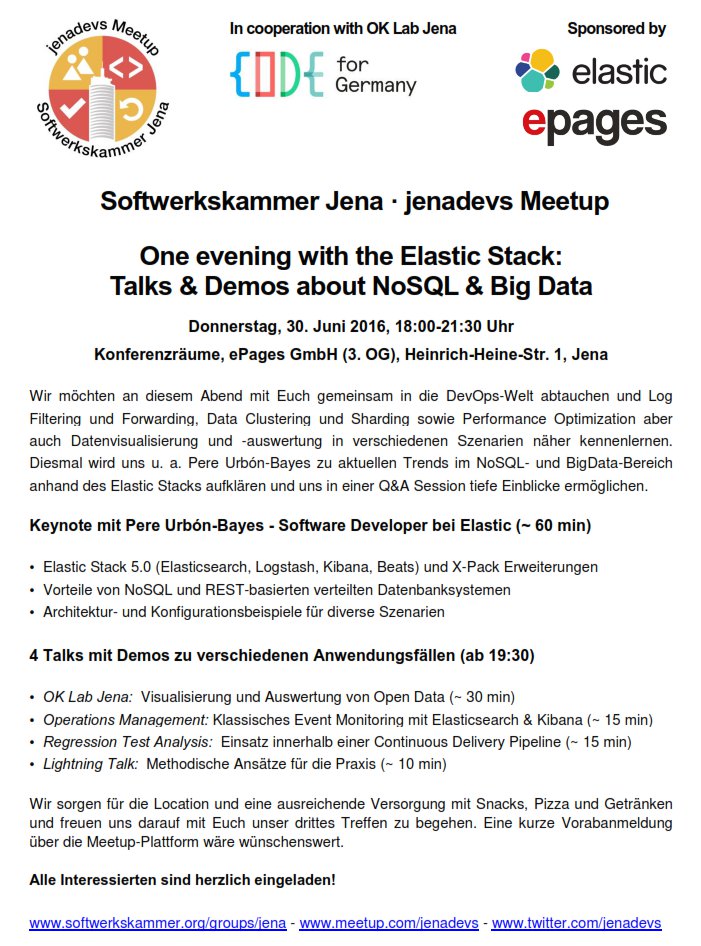 jenadevs Meetup
Softwerkskammer Jena
In cooperation with OK Lab Jena
{CODE
for
Germany
Sponsored by
elastic
epages
Softwerkskammer Jena · jenadevs Meetup
One evening with the Elastic Stack:
Talks & Demos about NoSQL & Big Data
Donnerstag, 30. Juni 2016, 18:00-21:30 Uhr
Konferenzräume, ePages GmbH (3. OG), Heinrich-Heine-Str. 1, Jena
Wir möchten an diesem Abend mit Euch gemeinsam in die DevOps-Welt abtauchen und Log
Filtering und Forwarding, Data Clustering und Sharding sowie Performance Optimization aber
auch Datenvisualisierung und -auswertung in verschiedenen Szenarien näher kennenlernen.
Diesmal wird uns u. a. Pere Urbón-Bayes zu aktuellen Trends im NoSQL- und BigData-Bereich
anhand des Elastic Stacks aufklären und uns in einer Q&A Session tiefe Einblicke ermöglichen.
Keynote mit Pere Urbón-Bayes - Software Developer bei Elastic (~ 60 min)
• Elastic Stack 5.0 (Elasticsearch, Logstash, Kibana, Beats) und X-Pack Erweiterungen
• Vorteile von NoSQL und REST-basierten verteilten Datenbanksystemen
• Architektur- und Konfigurationsbeispiele für diverse Szenarien
4 Talks mit Demos zu verschiedenen Anwendungsfällen (ab 19:30)
• OK Lab Jena: Visualisierung und Auswertung von Open Data (~ 30 min)
• Operations Management: Klassisches Event Monitoring mit Elasticsearch & Kibana (~ 15 min)
• Regression Test Analysis: Einsatz innerhalb einer Continuous Delivery Pipeline (~ 15 min)
• Lightning Talk: Methodische Ansätze für die Praxis (~ 10 min)
Wir sorgen für die Location und eine ausreichende Versorgung mit Snacks, Pizza und Getränken
und freuen uns darauf mit Euch unser drittes Treffen zu begehen. Eine kurze Vorabanmeldung
über die Meetup-Plattform wäre wünschenswert.
Alle Interessierten sind herzlich eingeladen!
www.softwerkskammer.org/groups/jena - www.meetup.com/jenadevs - www.twitter.com/jenadevs